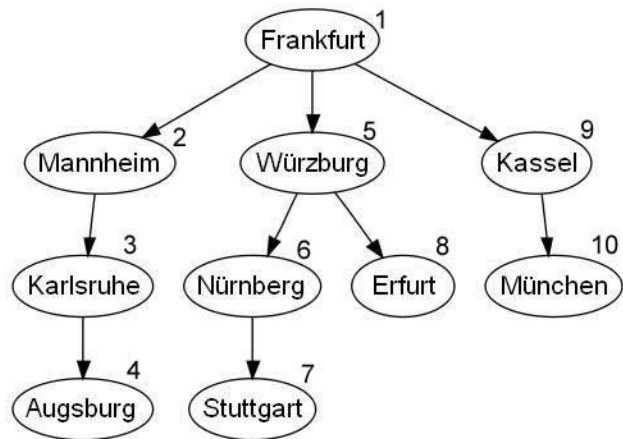 Frankfurt 1
Mannheim 2
Würzburg 5
Kassel 9
Karlsruhe 3
Nürnberg 6
Erfurt 8
München 10
Augsburg 4
Stuttgart 7